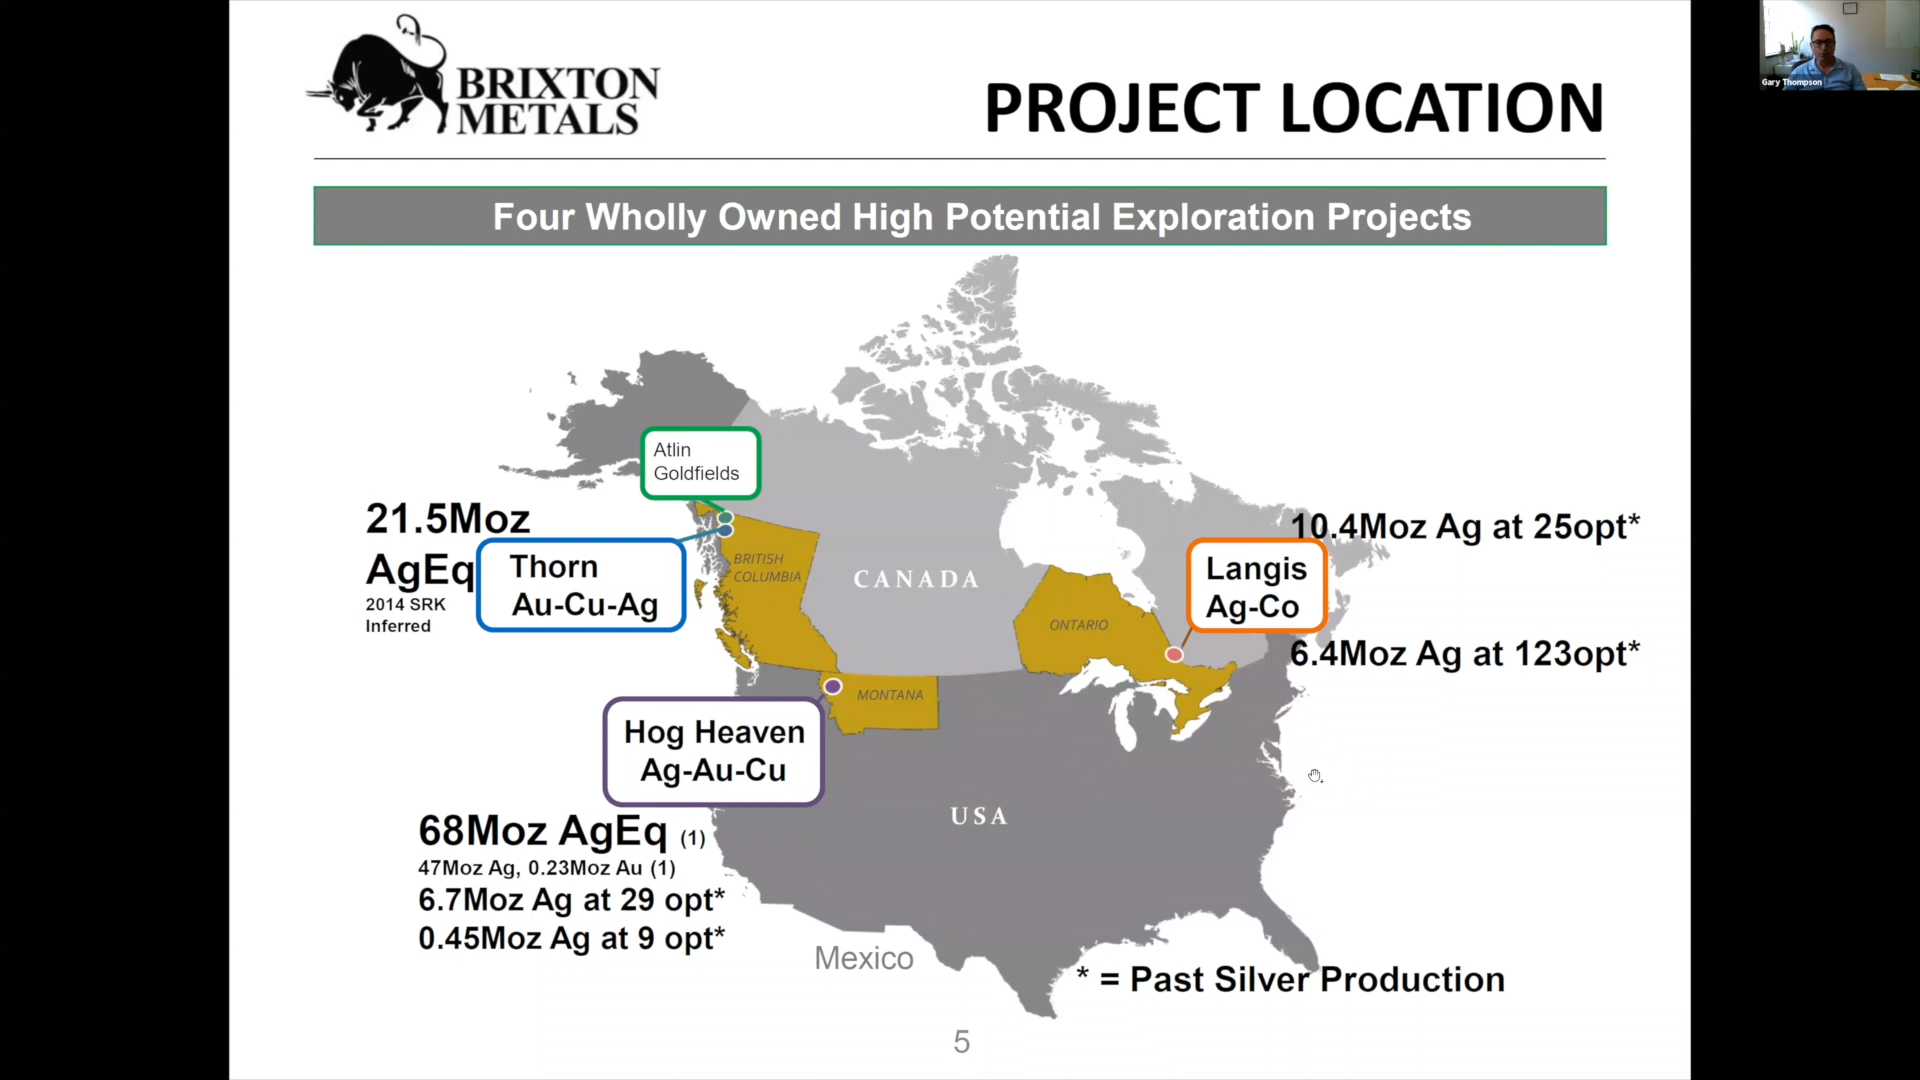 BRIXTON
METALS
PROJECT LOCATION
Gary Thompson
Four Wholly Owned High Potential Exploration Projects
Atlin
Goldfields
21.5Moz
AgEq
2014 SRK
Inferred
Thorn
Au-Cu-Ag
BRITISH
COLUMBIA
CANADA
ONTARIO
10.4Moz Ag at 25opt*
Langis
Ag-Co
6.4Moz Ag at 123opt*
MONTANA
Hog Heaven
Ag-Au-Cu
USA
68Moz AgEq (1)
47Moz Ag, 0.23Moz Au (1)
6.7Moz Ag at 29 opt*
0.45Moz Ag at 9 opt*
Mexico
* = Past Silver Production
5